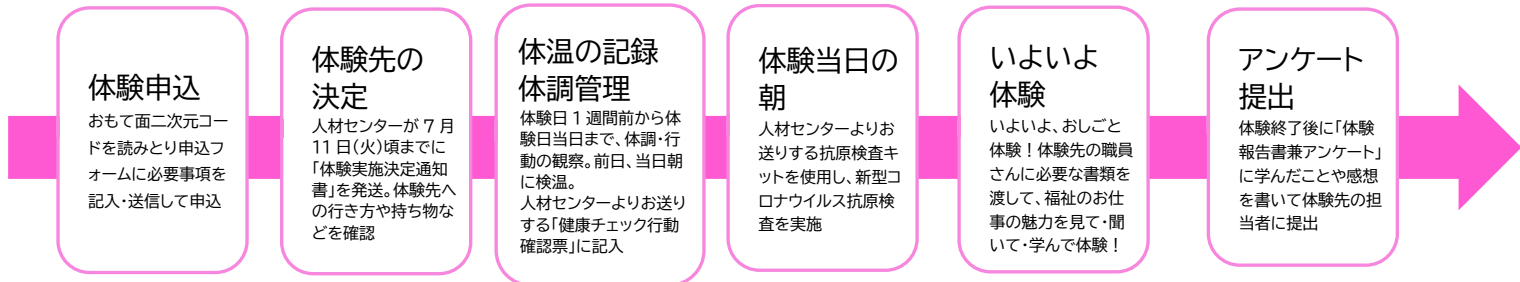 体験申込
おもて面二次元コー
ドを読みとり申込フ
ォームに必要事項を
記入・送信して申込
体験先の
決定
人材センターが 7 月
11 日(火)頃までに
「体験実施決定通知
書」を発送。体験先へ
の行き方や持ち物な
どを確認
体温の記録
体調管理
体験日 1 週間前から体
験日当日まで、体調・行
動の観察。前日、当日朝
に検温。
人材センターよりお送り
する「健康チェック行動
確認票」に記入
体験当日の
朝
人材センターよりお
送りする抗原検査キ
ットを使用し、新型コ
ロナウイルス抗原検
査を実施
いよいよ
体験
いよいよ、おしごと
体験！体験先の職員
さんに必要な書類を
渡して、福祉のお仕
事の魅力を見て・聞
いて・学んで体験！
アンケート
提出
体験終了後に「体験
報告書兼アンケート」
に学んだことや感想
を書いて体験先の担
当者に提出